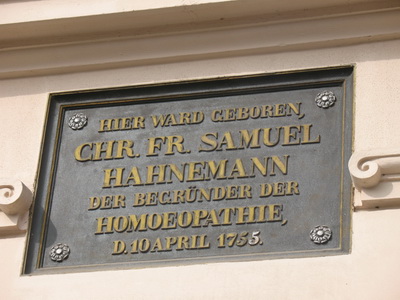 HIER WARD GEBOREN,
CHR. FR. SAMUEL
HAHNEMANN
DER BEGRÜNDER DER
HOMOEOPATHIE,
D. 10 APRIL 1755.